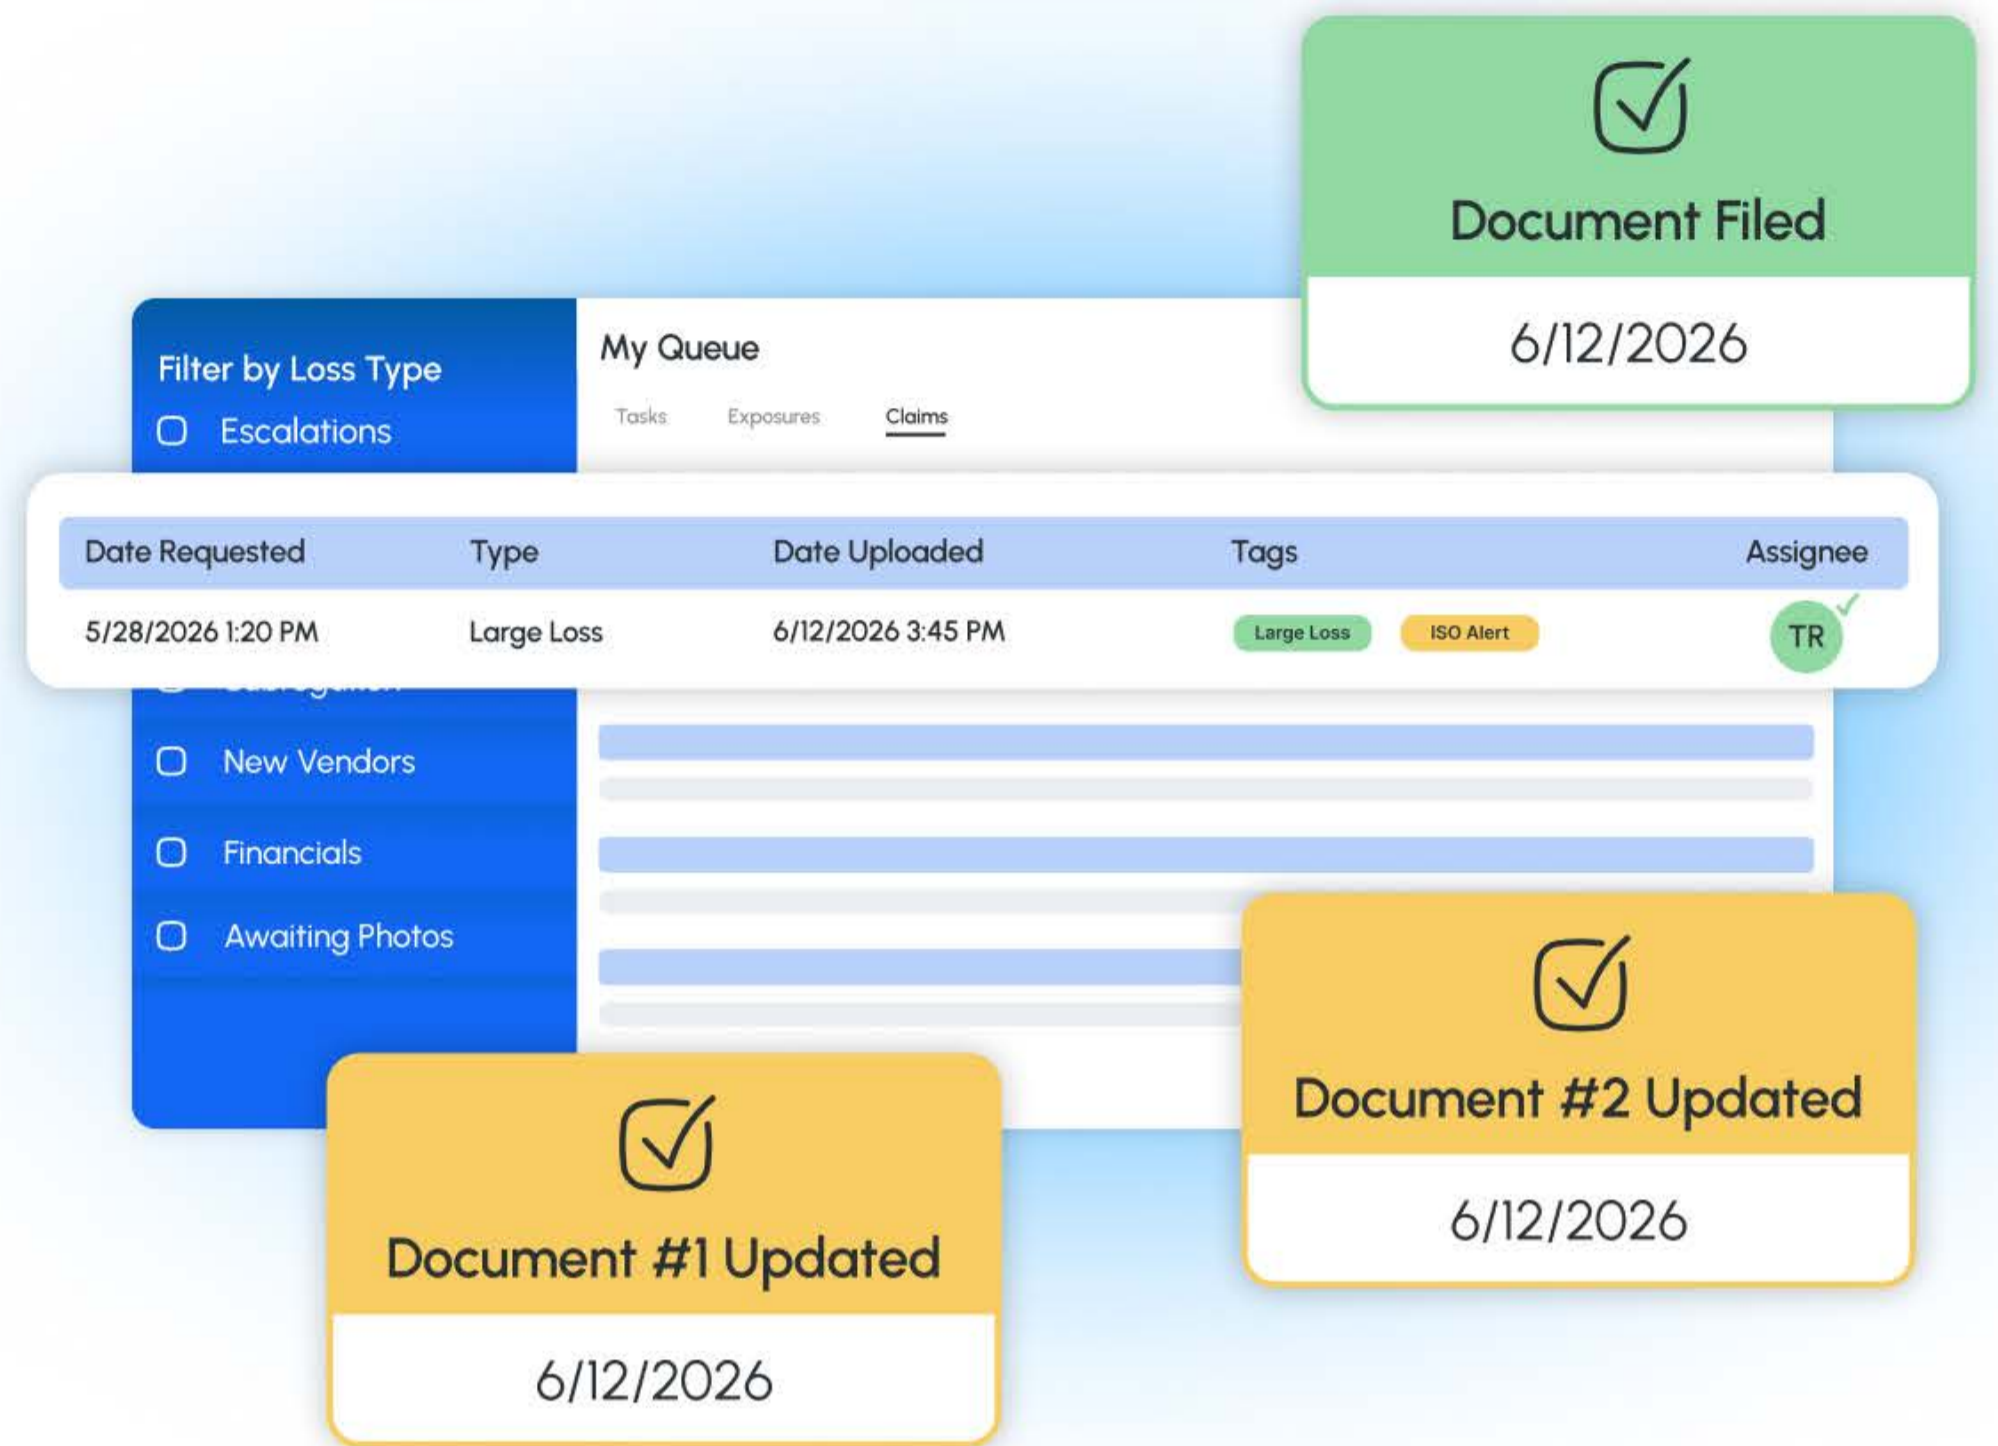 Document Filed
6/12/2026
Filter by Loss Type
Escalations
My Queue
Tasks Exposures Claims
Date Requested Type Date Uploaded Tags Assignee
5/28/2026 1:20 PM Large Loss 6/12/2026 3:45 PM Large Loss ISO Alert TR
New Vendors
Financials
Awaiting Photos
Document #2 Updated
6/12/2026
Document #1 Updated
6/12/2026